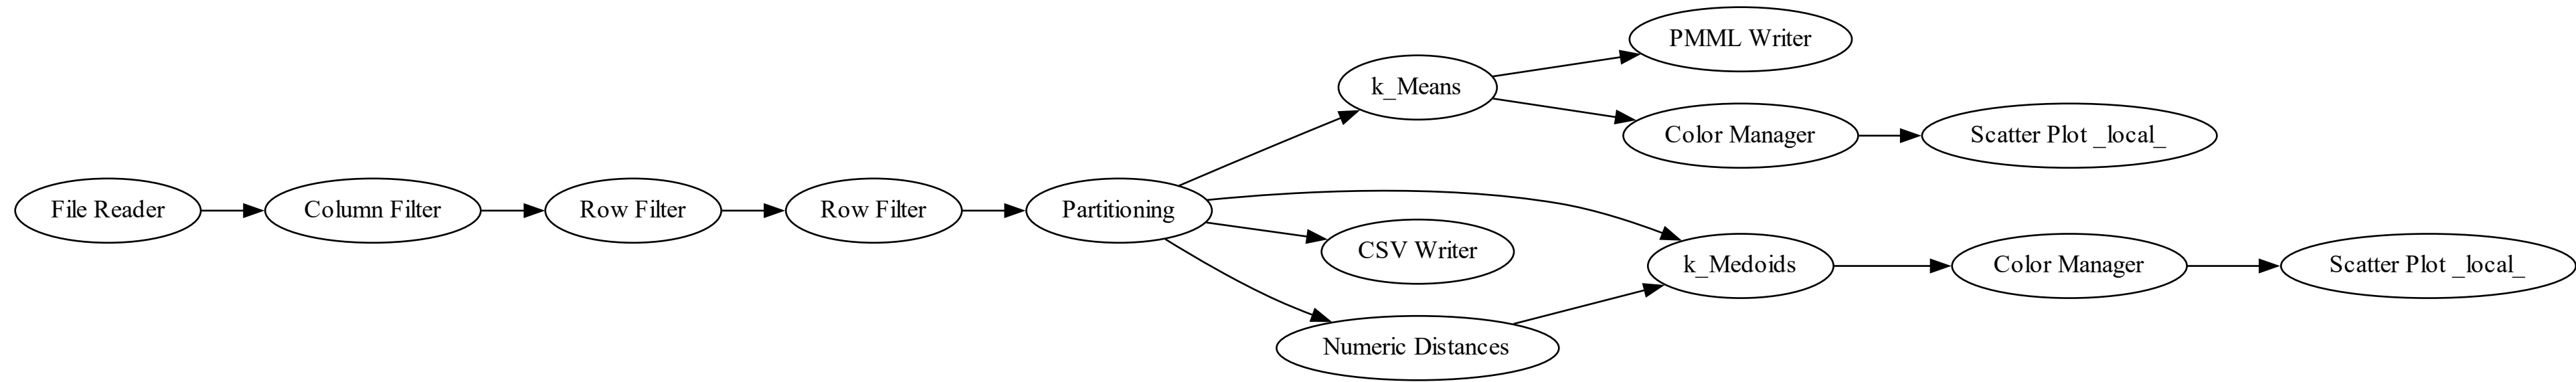 File Reader
Column Filter
Row Filter
Row Filter
Partitioning
k_Means
CSV Writer
Numeric Distances
PMML Writer
Color Manager
Scatter Plot _local_
k_Medoids
Color Manager
Scatter Plot _local_